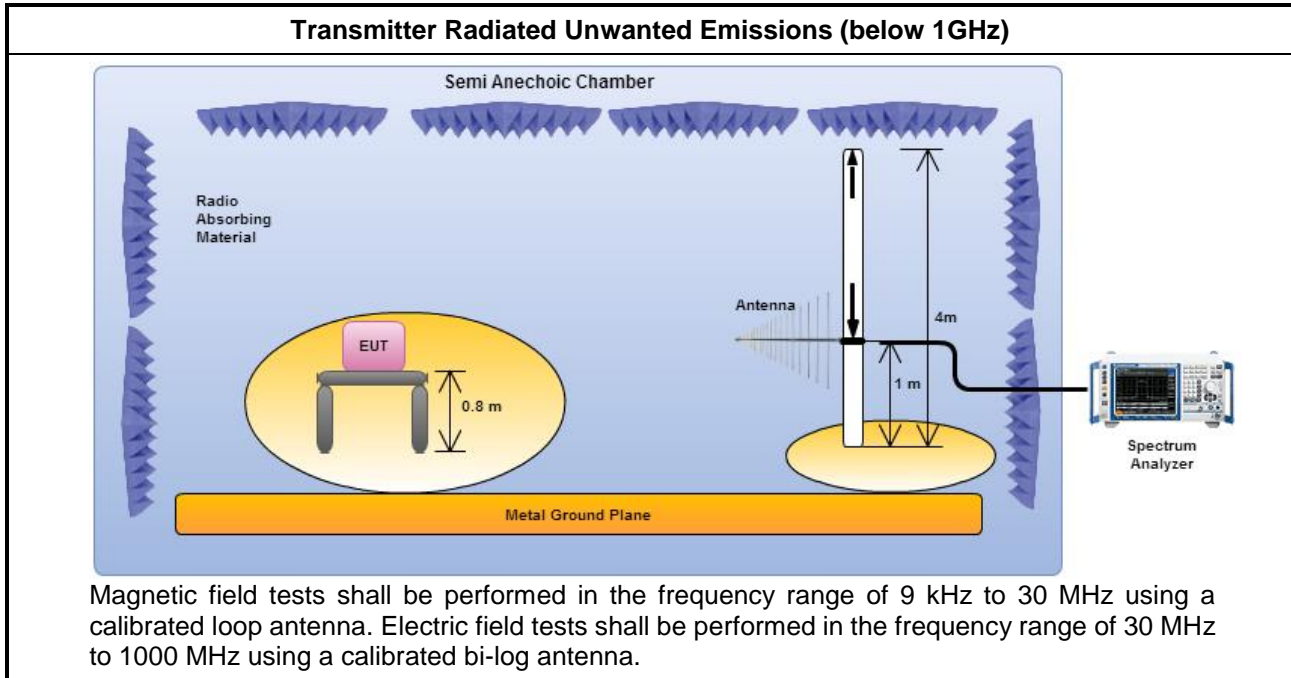 Transmitter Radiated Unwanted Emissions (below 1GHz)
Semi Anechoic Chamber
Radio
Absorbing
Material
Antenna
4m
EUT
1 m
0.8 m
Spectrum
Analyzer
Metal Ground Plane
Magnetic field tests shall be performed in the frequency range of 9 kHz to 30 MHz using a
calibrated loop antenna. Electric field tests shall be performed in the frequency range of 30 MHz
to 1000 MHz using a calibrated bi-log antenna.